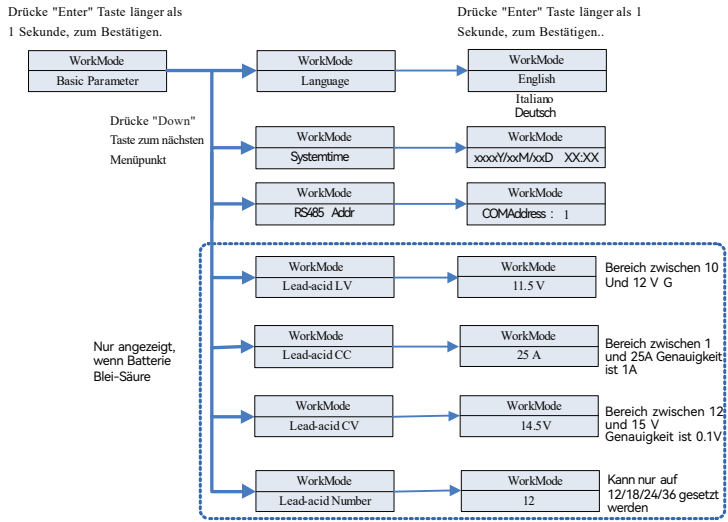 Drücke "Enter" Taste länger als
1 Sekunde, zum Bestätigen.
Drücke "Enter" Taste länger als 1
Sekunde, zum Bestätigen..
WorkMode
Basic Parameter
WorkMode
Language
WorkMode
English
Italiano
Deutsch
Drücke "Down"
Taste zum nächsten
Menüpunkt
WorkMode
Systemtime
WorkMode
xxxxY/xxM/xxD XX:XX
WorkMode
RS485 Addr
WorkMode
COMAddress : 1
Nur angezeigt,
wenn Batterie
Blei-Säure
WorkMode
Lead-acid LV
WorkMode
11.5 V
Bereich zwischen 10
Und 12 V G
WorkMode
Lead-acid CC
WorkMode
25 A
Bereich zwischen 1
und 25A Genauigkeit
ist 1A
WorkMode
Lead-acid CV
WorkMode
14.5V
Bereich zwischen 12
und 15 V
Genauigkeit ist 0.1V
WorkMode
Lead-acid Number
WorkMode
12
Kann nur auf
12/18/24/36 gesetzt
werden